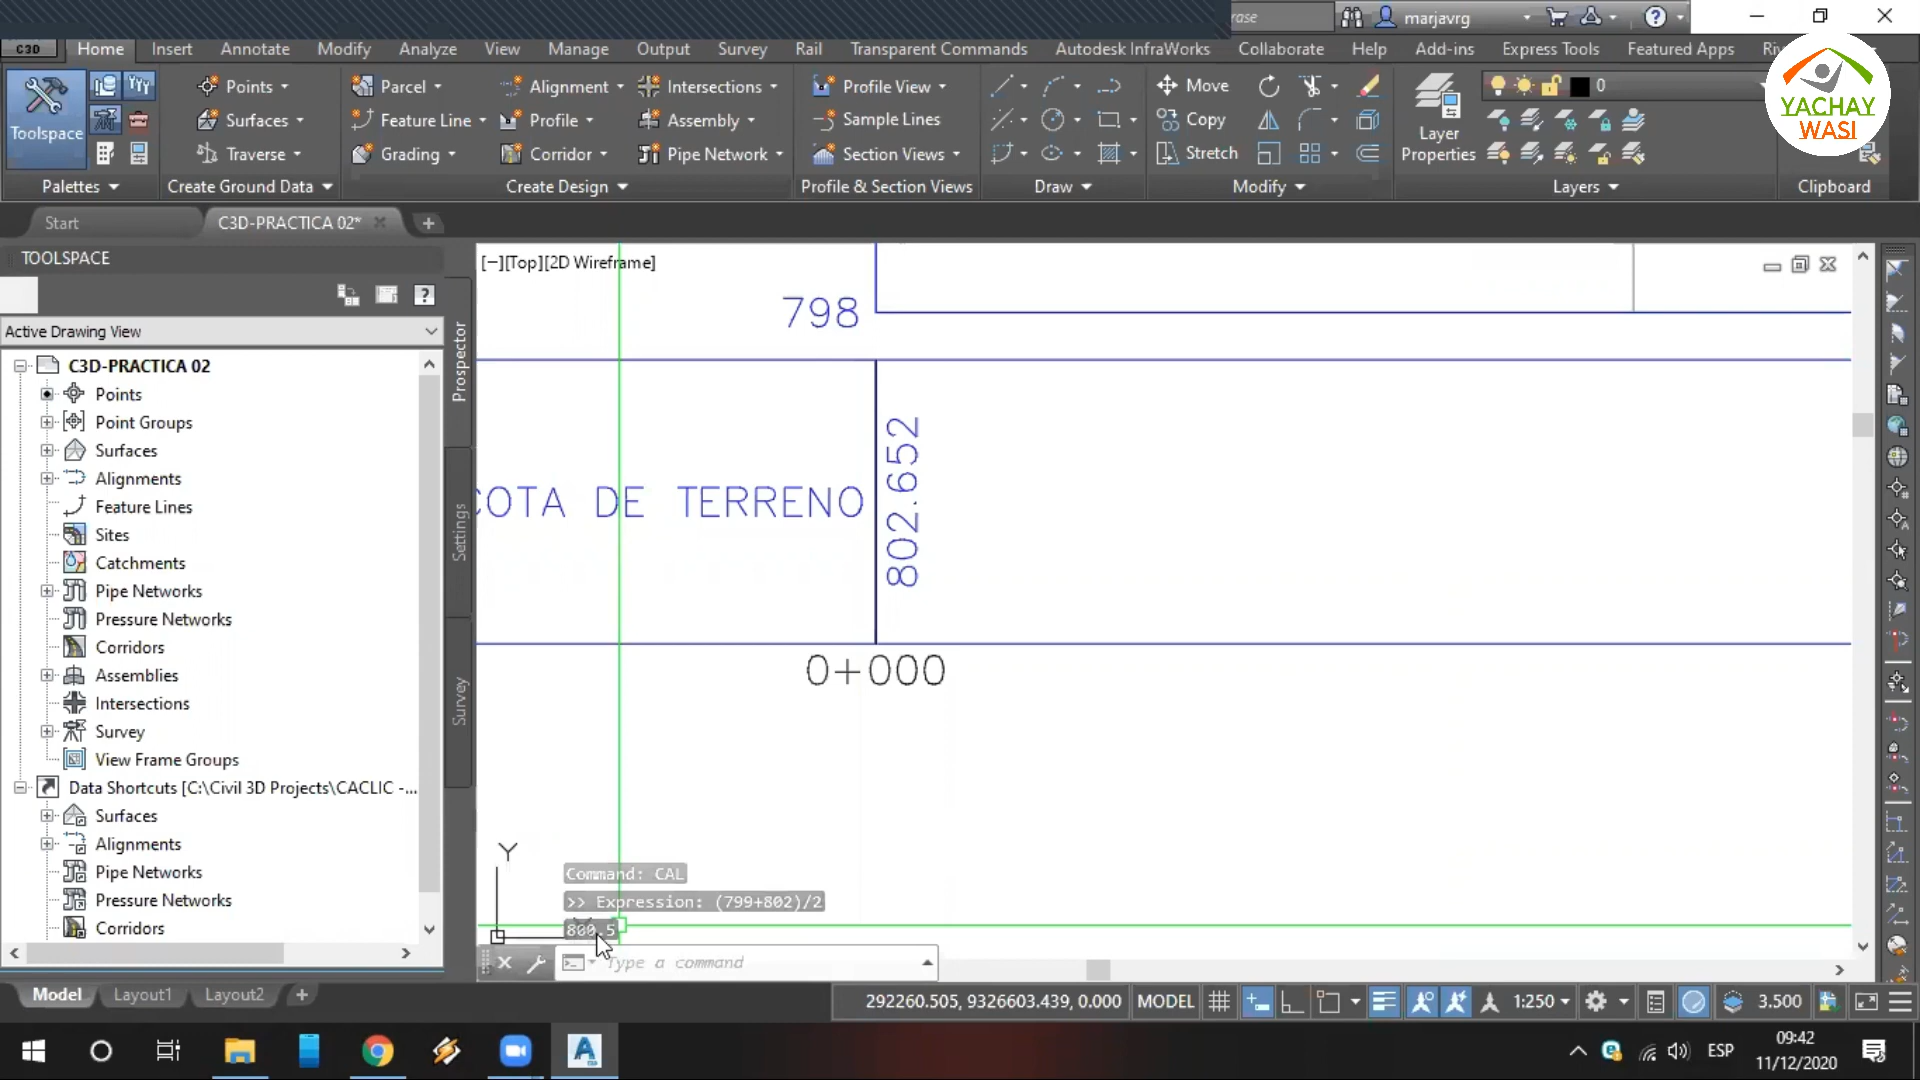 rase
marjavrg
C3D
Home Insert Annotate Modify Analyze View Manage Output Survey Rail Transparent Commands Autodesk InfraWorks Collaborate Help Add-ins Express Tools Featured Apps
YACHAY
WASI
Toolspace
Points
Surfaces
Traverse
Parcel
Feature Line
Grading
Alignment
Profile
Corridor
Intersections
Assembly
Pipe Network
Profile View
Sample Lines
Section Views
Move
Copy
Stretch
Layer
Properties
0
Palettes
Create Ground Data
Create Design
Profile & Section Views
Draw
Modify
Layers
Clipboard
Start
C3D-PRACTICA 02*
TOOLSPACE
Active Drawing View
C3D-PRACTICA 02
Points
Point Groups
Surfaces
Alignments
Feature Lines
Sites
Catchments
Pipe Networks
Pressure Networks
Corridors
Assemblies
Intersections
Survey
View Frame Groups
Data Shortcuts [C:\Civil 3D Projects\CACLIC -...
Surfaces
Alignments
Pipe Networks
Pressure Networks
Corridors
Prospector
Settings
Survey
[−][Top][2D Wireframe]
798
COTA DE TERRENO
802.652
0+000
Y
Command: CAL
>> Expression: (799+802)/2
800.5
Type a command
Model Layout1 Layout2
292260.505, 9326603.439, 0.000 MODEL
1:250
3.500
ESP
09:42
11/12/2020